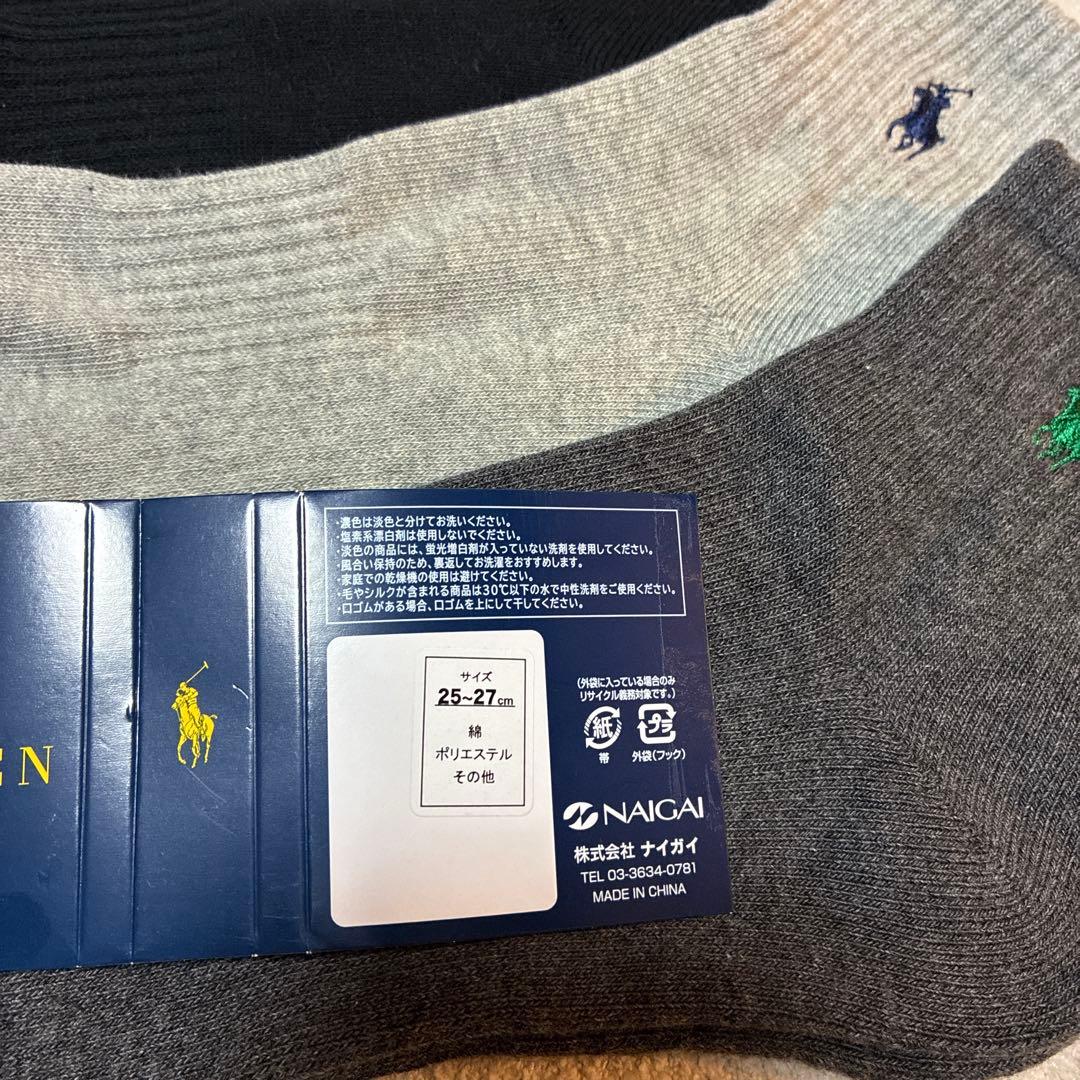 ・濃色は淡色と分けてお洗いください。
・塩素系漂白剤は使用しないでください。
・淡色の商品には、蛍光増白剤が入っていない洗剤を使用してください。
・風合い保持のため、裏返してお洗濯をおすすめします。
・家庭での乾燥機の使用は避けてください。
・毛やシルクが含まれる商品は30℃以下の水で中性洗剤をご使用ください。
・口ゴムがある場合、口ゴムを上にして干してください。
サイズ
25~27cm
綿
ポリエステル
その他
(外袋に入っている場合のみ
リサイクル義務対象です。)
紙
プラ
帯
外袋(フック)
NAIGAI
株式会社 ナイガイ
TEL 03-3634-0781
MADE IN CHINA
EN